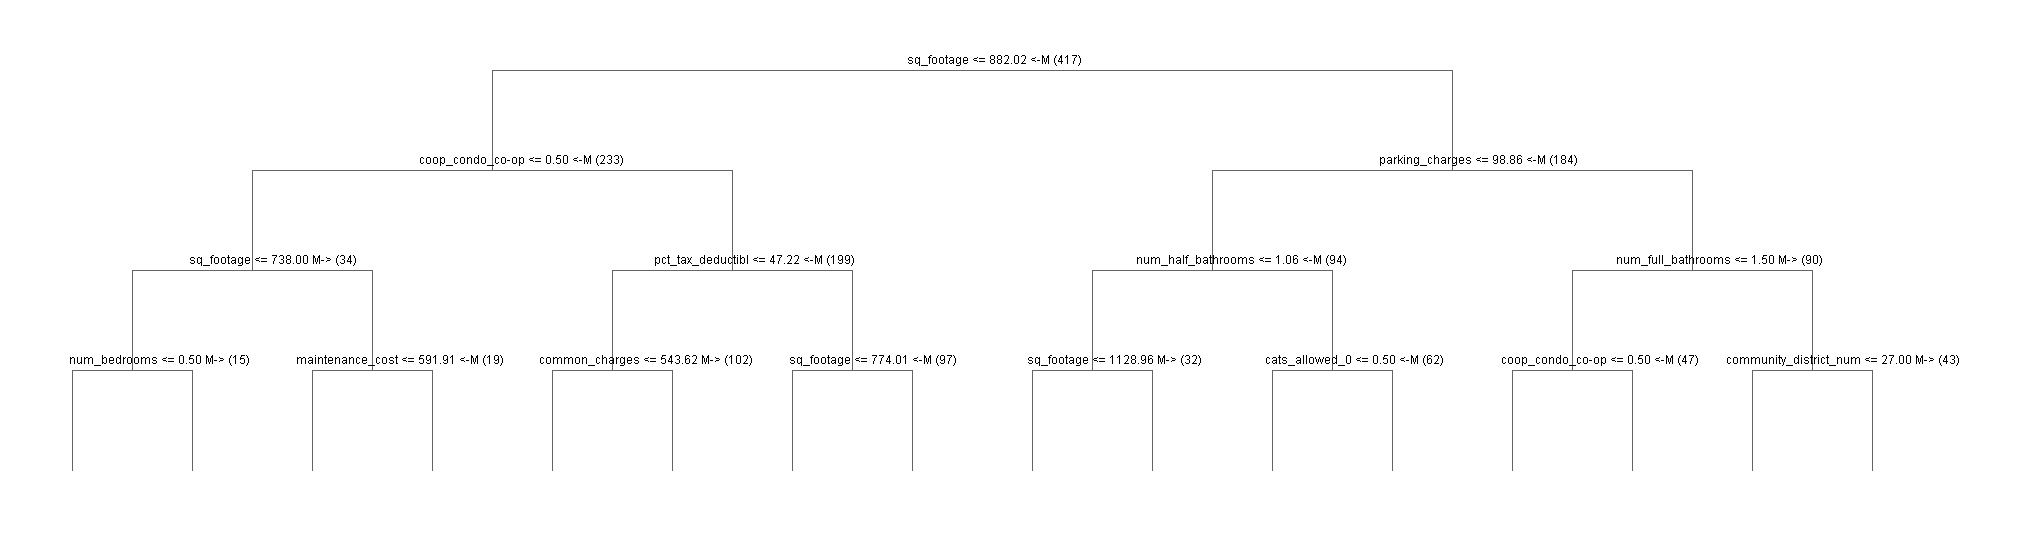 sq_footage <= 882.02 <-M (417)
coop_condo_co-op <= 0.50 <-M (233)
parking_charges <= 98.86 <-M (184)
sq_footage <= 738.00 M-> (34)
pct_tax_deductibl <= 47.22 <-M (199)
num_half_bathrooms <= 1.06 <-M (94)
num_full_bathrooms <= 1.50 M-> (90)
num_bedrooms <= 0.50 M-> (15)
maintenance_cost <= 591.91 <-M (19)
common_charges <= 543.62 M-> (102)
sq_footage <= 774.01 <-M (97)
sq_footage <= 1128.96 M-> (32)
cats_allowed_0 <= 0.50 <-M (62)
coop_condo_co-op <= 0.50 <-M (47)
community_district_num <= 27.00 M-> (43)